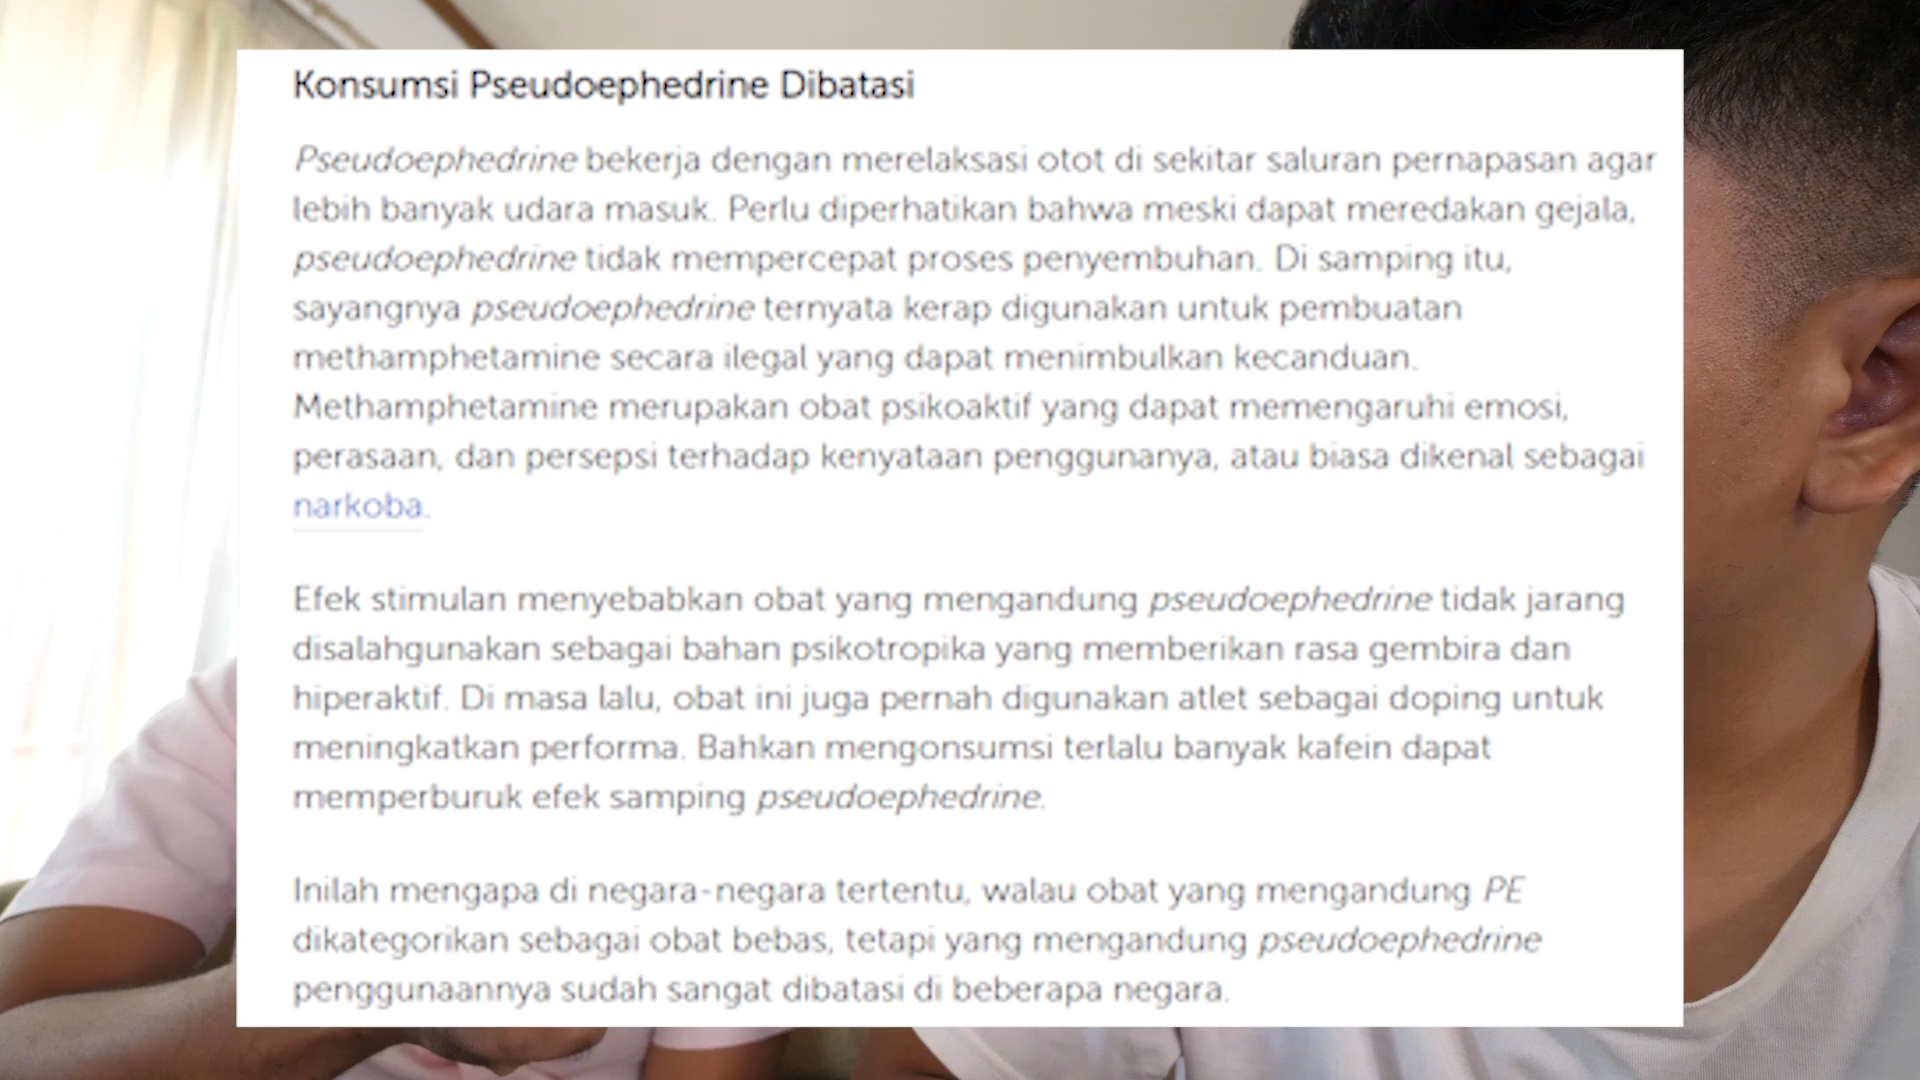 Konsumsi Pseudoephedrine Dibatasi
Pseudoephedrine bekerja dengan merelaksasi otot di sekitar saluran pernapasan agar
lebih banyak udara masuk. Perlu diperhatikan bahwa meski dapat meredakan gejala,
pseudoephedrine tidak mempercepat proses penyembuhan. Di samping itu,
sayangnya pseudoephedrine ternyata kerap digunakan untuk pembuatan
methamphetamine secara ilegal yang dapat menimbulkan kecanduan.
Methamphetamine merupakan obat psikoaktif yang dapat memengaruhi emosi,
perasaan, dan persepsi terhadap kenyataan penggunanya, atau biasa dikenal sebagai
narkoba.
Efek stimulan menyebabkan obat yang mengandung pseudoephedrine tidak jarang
disalahgunakan sebagai bahan psikotropika yang memberikan rasa gembira dan
hiperaktif. Di masa lalu, obat ini juga pernah digunakan atlet sebagai doping untuk
meningkatkan performa. Bahkan mengonsumsi terlalu banyak kafein dapat
memperburuk efek samping pseudoephedrine.
Inilah mengapa di negara-negara tertentu, walau obat yang mengandung PE
dikategorikan sebagai obat bebas, tetapi yang mengandung pseudoephedrine
penggunaannya sudah sangat dibatasi di beberapa negara.